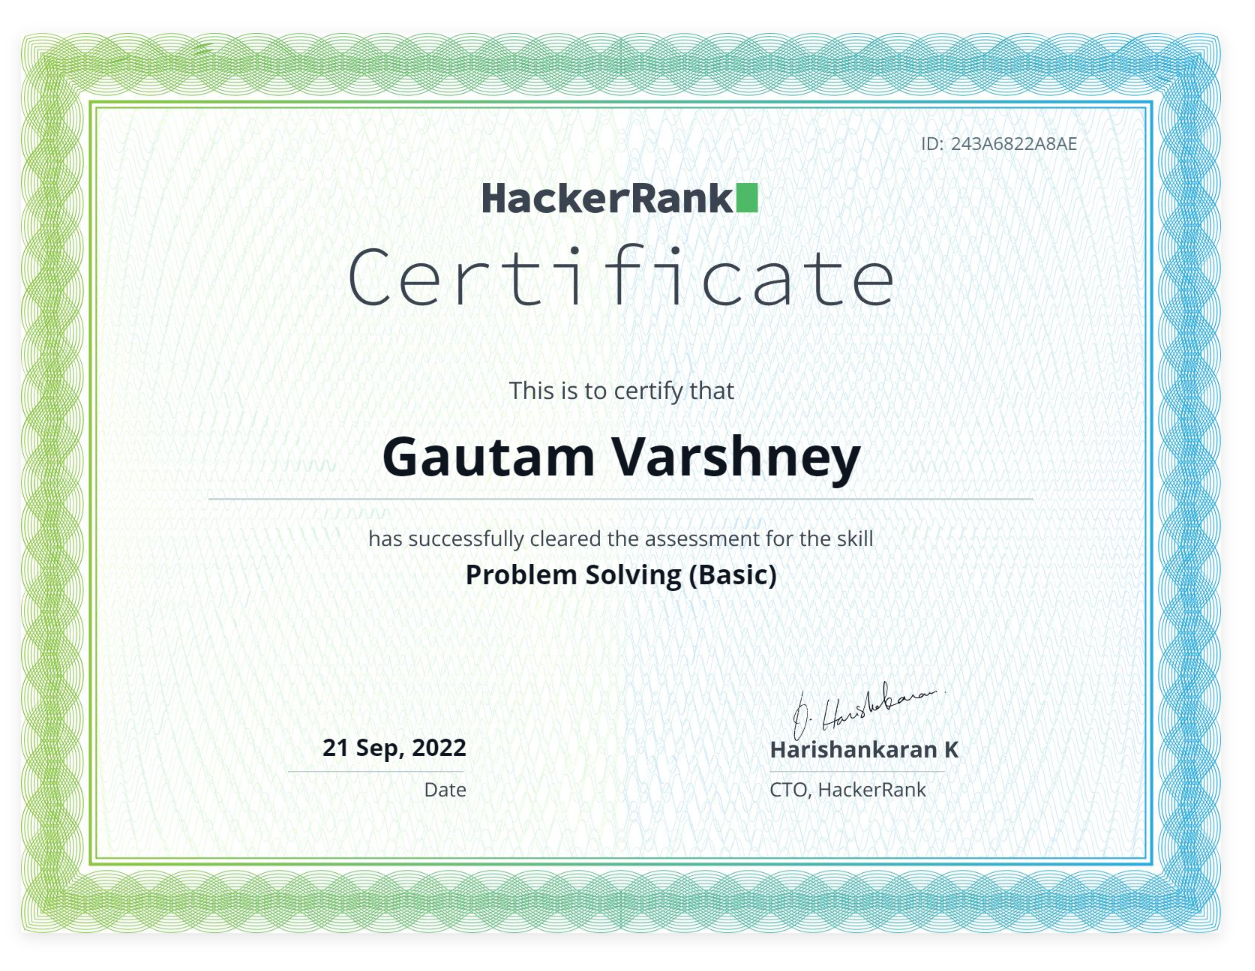 ID: 243A6822A8AE
HackerRank
Certificate
This is to certify that
Gautam Varshney
has successfully cleared the assessment for the skill
Problem Solving (Basic)
J. Harishankaran.
21 Sep, 2022
Harishankaran K
Date
CTO, HackerRank